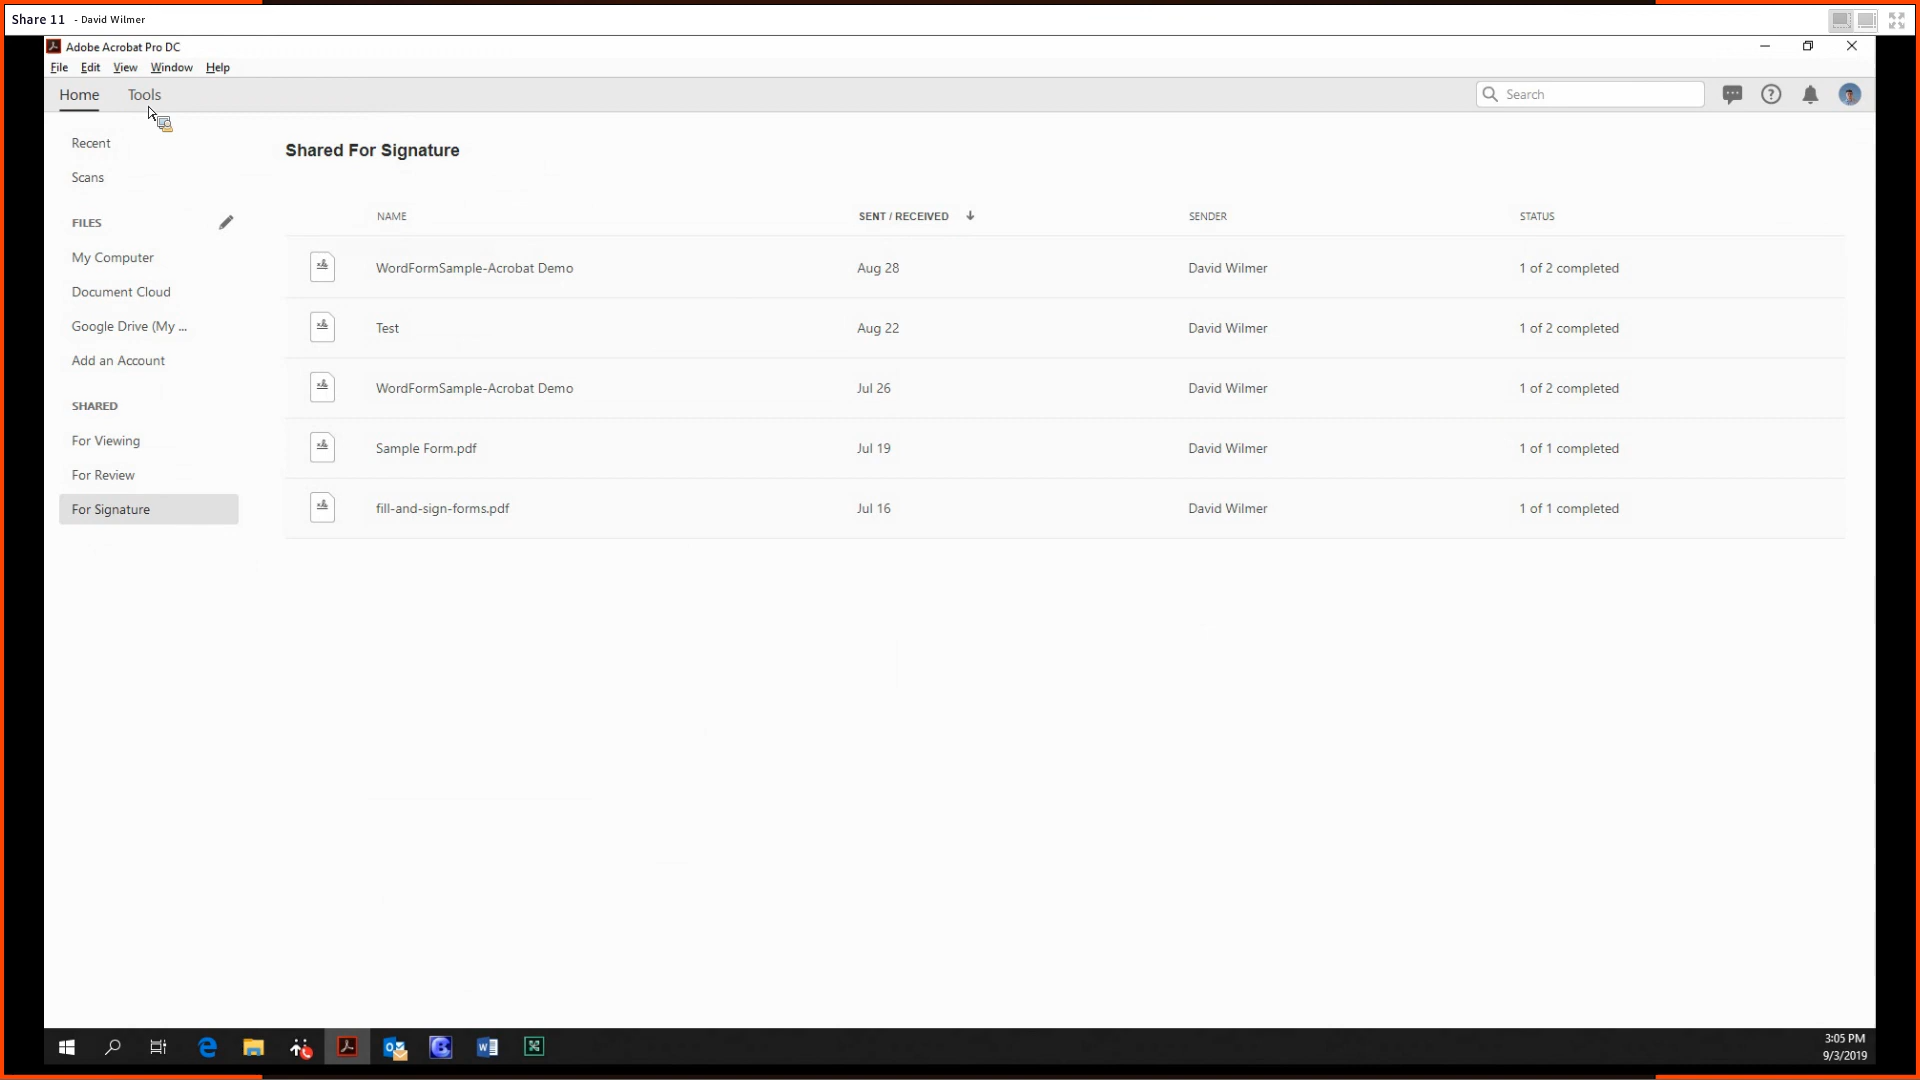 Share 11 - David Wilmer
Adobe Acrobat Pro DC
File Edit View Window Help
Home Tools
Search
Recent
Scans
FILES
My Computer
Document Cloud
Google Drive (My ...
Add an Account
SHARED
For Viewing
For Review
For Signature
Shared For Signature
NAME SENT / RECEIVED SENDER STATUS
WordFormSample-Acrobat Demo Aug 28 David Wilmer 1 of 2 completed
Test Aug 22 David Wilmer 1 of 2 completed
WordFormSample-Acrobat Demo Jul 26 David Wilmer 1 of 2 completed
Sample Form.pdf Jul 19 David Wilmer 1 of 1 completed
fill-and-sign-forms.pdf Jul 16 David Wilmer 1 of 1 completed
3:05 PM
9/3/2019